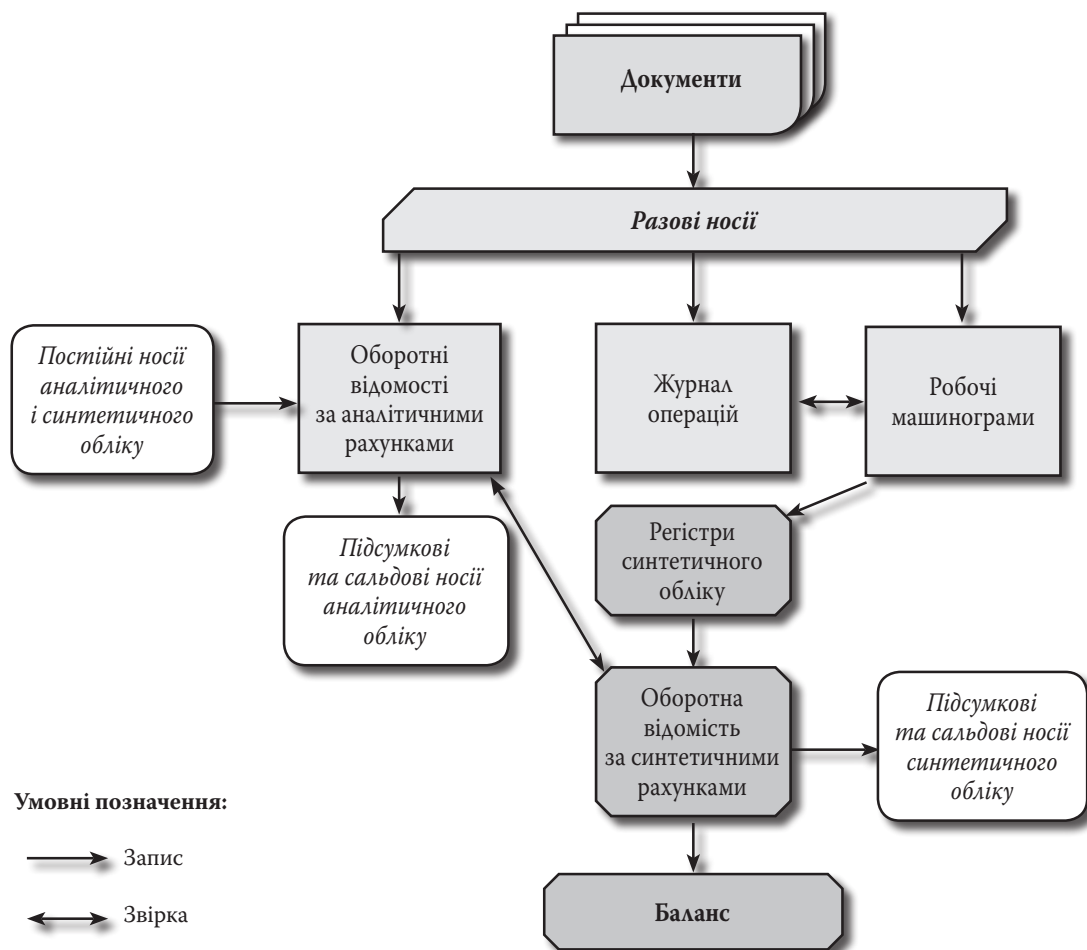 Документи
Разові носії
Постійні носії
аналітичного
і синтетичного
обліку
Оборотні
відомості
за аналітичними
рахунками
Журнал
операцій
Робочі
машинограми
Підсумкові
та сальдові носії
аналітичного
обліку
Регістри
синтетичного
обліку
Оборотна
відомість
за синтетичними
рахунками
Підсумкові
та сальдові носії
синтетичного
обліку
Умовні позначення:
Запис
Звірка
Баланс